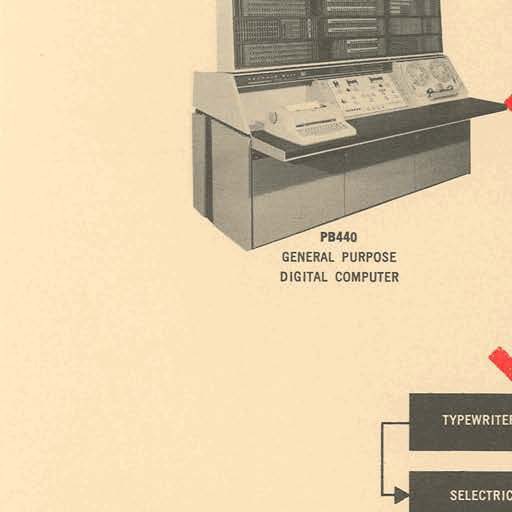 PB440
GENERAL PURPOSE
DIGITAL COMPUTER
TYPEWRITER
SELECTRIC